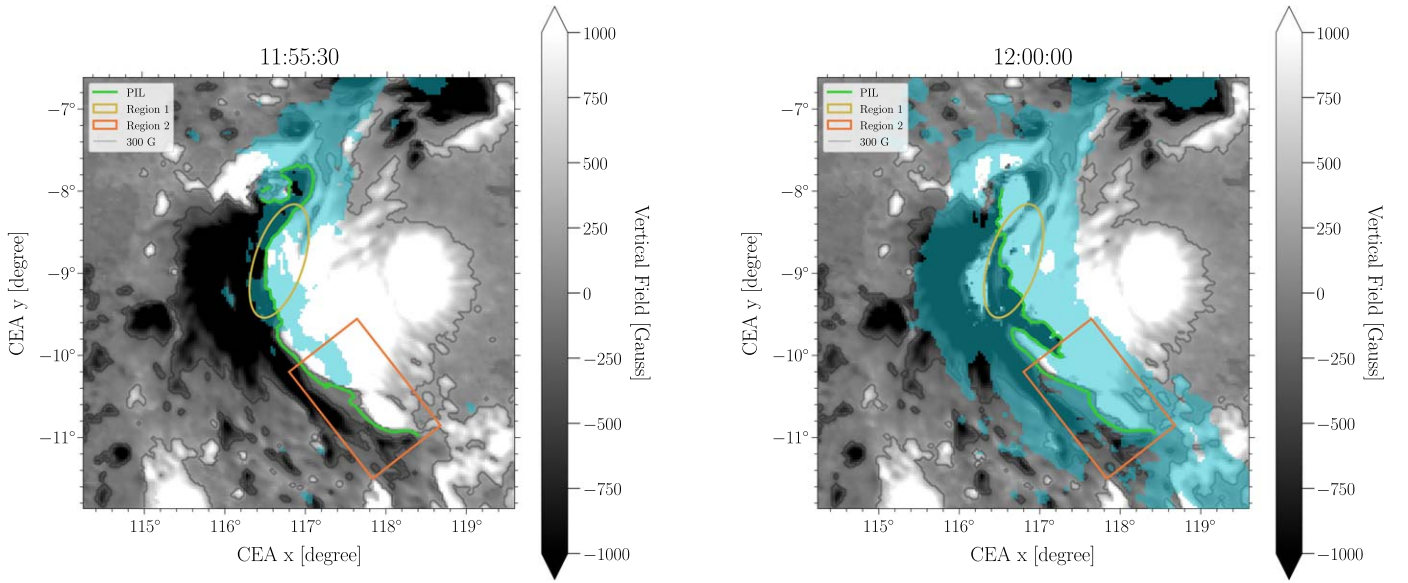 11:55:30
PIL
Region 1
Region 2
300 G
−7°
−8°
−9°
−10°
−11°
CEA y [degree]
115°
116°
117°
118°
119°
CEA x [degree]
1000
750
500
250
0
−250
−500
−750
−1000
Vertical Field [Gauss]
12:00:00
PIL
Region 1
Region 2
300 G
−7°
−8°
−9°
−10°
−11°
CEA y [degree]
115°
116°
117°
118°
119°
CEA x [degree]
1000
750
500
250
0
−250
−500
−750
−1000
Vertical Field [Gauss]